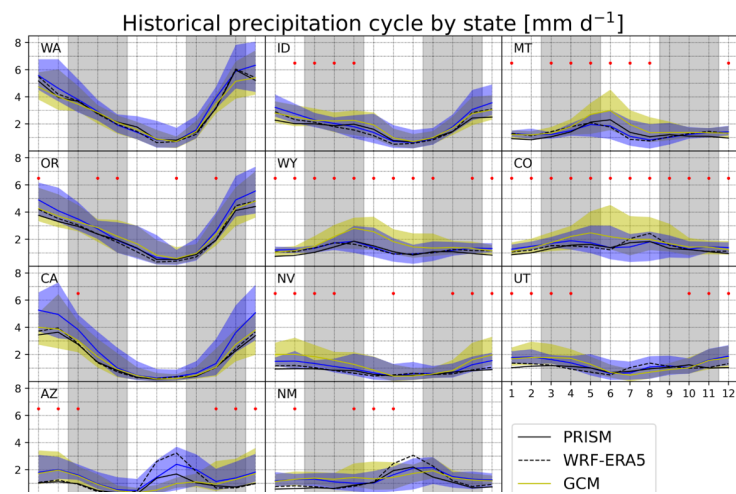 Historical precipitation cycle by state [mm d⁻¹]
8 WA ID MT
6
4
2
8 OR WY CO
6
4
2
8 CA NV UT
6
4
2
1 2 3 4 5 6 7 8 9 10 11 12
8 AZ NM
6
4
2
PRISM
WRF-ERA5
GCM